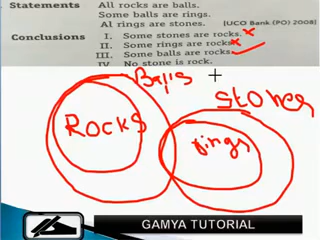 Statements All rocks are balls.
Some balls are rings.
Al rings are stones. [UCO Bank (PO) 2008]
Conclusions I. Some stones are rocks.
II. Some rings are rocks.
III. Some balls are rocks.
IV. No stone is rock.
Balls
Stones
ROCKS
rings
GAMYA TUTORIAL